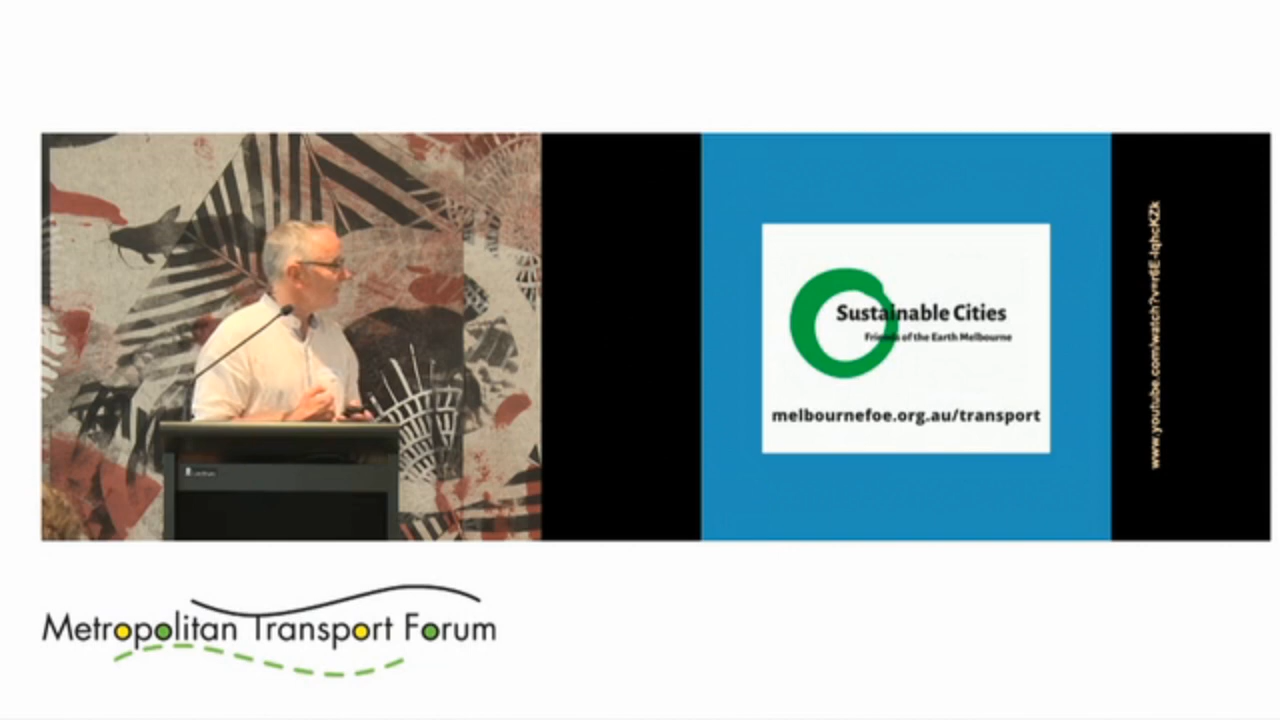 Sustainable Cities
Friends of the Earth Melbourne
melbournefoe.org.au/transport
Metropolitan Transport Forum